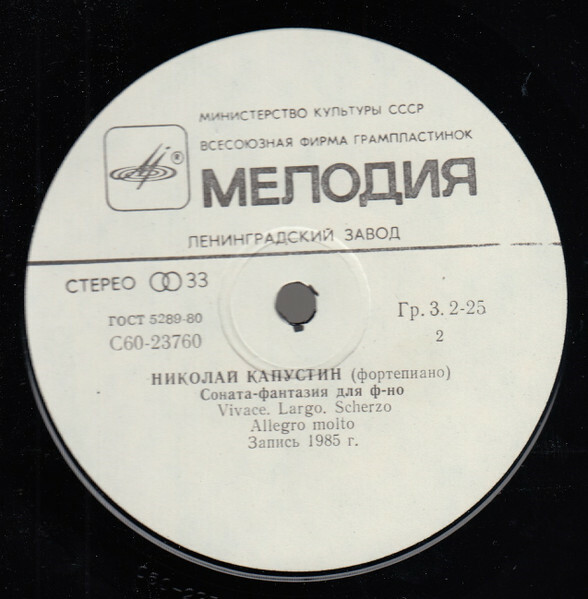 МИНИСТЕРСТВО КУЛЬТУРЫ СССР
ВСЕСОЮЗНАЯ ФИРМА ГРАМПЛАСТИНОК
®
МЕЛОДИЯ
ЛЕНИНГРАДСКИЙ ЗАВОД
СТЕРЕО 33
ГОСТ 5289-80
С60-23760
Гр. 3. 2-25
2
НИКОЛАЙ КАПУСТИН (фортепиано)
Соната-фантазия для ф-но
Vivace. Largo. Scherzo
Allegro molto
Запись 1985 г.